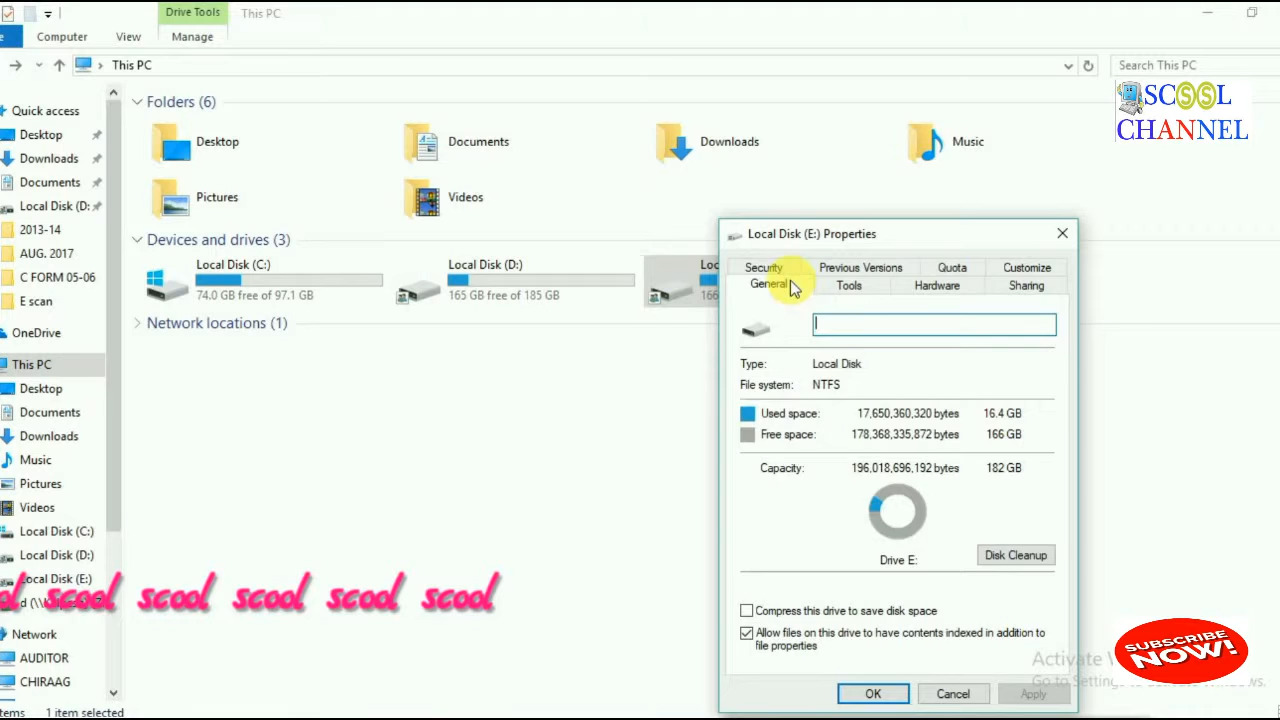 Drive Tools
This PC
Computer
View
Manage
This PC
Search This PC
SCOOL
CHANNEL
Quick access
Desktop
Downloads
Documents
Local Disk (D:
2013-14
AUG. 2017
C FORM 05-06
E scan
OneDrive
This PC
Desktop
Documents
Downloads
Music
Pictures
Videos
Local Disk (C:)
Local Disk (D:)
Local Disk (E:)
Network
AUDITOR
CHIRAAG
1 item selected
Folders (6)
Desktop
Documents
Downloads
Music
Pictures
Videos
Devices and drives (3)
Local Disk (C:)
74.0 GB free of 97.1 GB
Local Disk (D:)
165 GB free of 185 GB
Network locations (1)
Local Disk (E:) Properties
Security
Previous Versions
Quota
Customize
General
Tools
Hardware
Sharing
Type: Local Disk
File system: NTFS
Used space: 17,650,360,320 bytes 16.4 GB
Free space: 178,368,335,872 bytes 166 GB
Capacity: 196,018,696,192 bytes 182 GB
Drive E:
Disk Cleanup
Compress this drive to save disk space
Allow files on this drive to have contents indexed in addition to
file properties
OK
Cancel
Apply
scool scool scool scool scool
Activate
Go to Settings to
SUBSCRIBE
NOW!